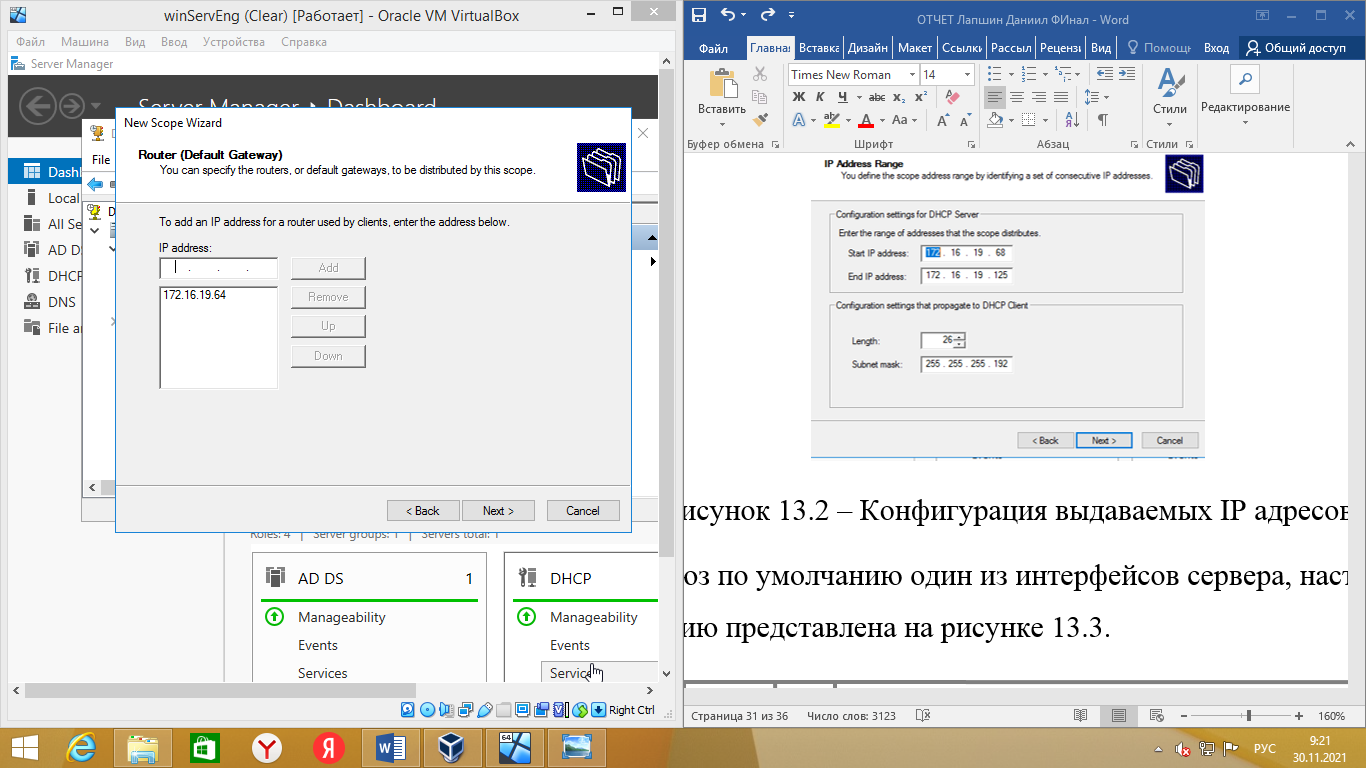 winServEng (Clear) [Работает] - Oracle VM VirtualBox
Файл Машина Вид Ввод Устройства Справка
Server Manager
Server Manager Dashboard
New Scope Wizard
Router (Default Gateway)
You can specify the routers, or default gateways, to be distributed by this scope.
File
Dashl
Local
All Se
AD D
DHCP
DNS
File a
D
To add an IP address for a router used by clients, enter the address below.
IP address:
. . .
Add
172.16.19.64
Remove
Up
Down
< Back Next > Cancel
Roles: 4 | Server groups: 1 | Servers total: 1
AD DS 1
Manageability
Events
Services
DHCP
Manageability
Events
Servic
Right Ctrl
ОТЧЕТ Лапшин Даниил ФИнал - Word
Файл Главна Вставка Дизайн Макет Ссылки Рассыл Рецензи Вид Помощь Вход Общий доступ
Вставить
Times New Roman 14
Ж К Ч abc x₂ x²
A A Aa A A
Стили
Редактирование
Буфер обмена Шрифт Абзац Стили
IP Address Range
You define the scope address range by identifying a set of consecutive IP addresses.
Configuration settings for DHCP Server
Enter the range of addresses that the scope distributes.
Start IP address: 172 . 16 . 19 . 68
End IP address: 172 . 16 . 19 . 125
Configuration settings that propagate to DHCP Client
Length: 26
Subnet mask: 255 . 255 . 255 . 192
< Back Next > Cancel
исунок 13.2 – Конфигурация выдаваемых IP адресов
оз по умолчанию один из интерфейсов сервера, наст
ию представлена на рисунке 13.3.
Страница 31 из 36 Число слов: 3123 160%
РУС
9:21
30.11.2021